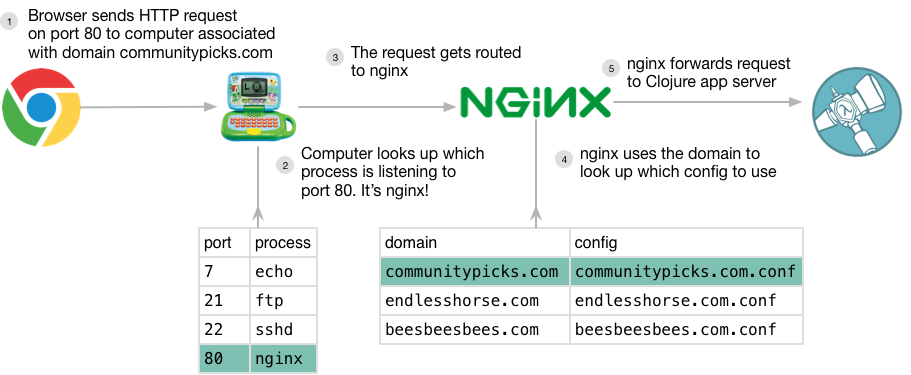 1
Browser sends HTTP request
on port 80 to computer associated
with domain communitypicks.com
3
The request gets routed
to nginx
5
nginx forwards request
to Clojure app server
NGiNX
λ
2
Computer looks up which
process is listening to
port 80. It’s nginx!
4
nginx uses the domain to
look up which config to use
port process
7 echo
21 ftp
22 sshd
80 nginx
domain config
communitypicks.com communitypicks.com.conf
endlesshorse.com endlesshorse.com.conf
beesbeesbees.com beesbeesbees.com.conf